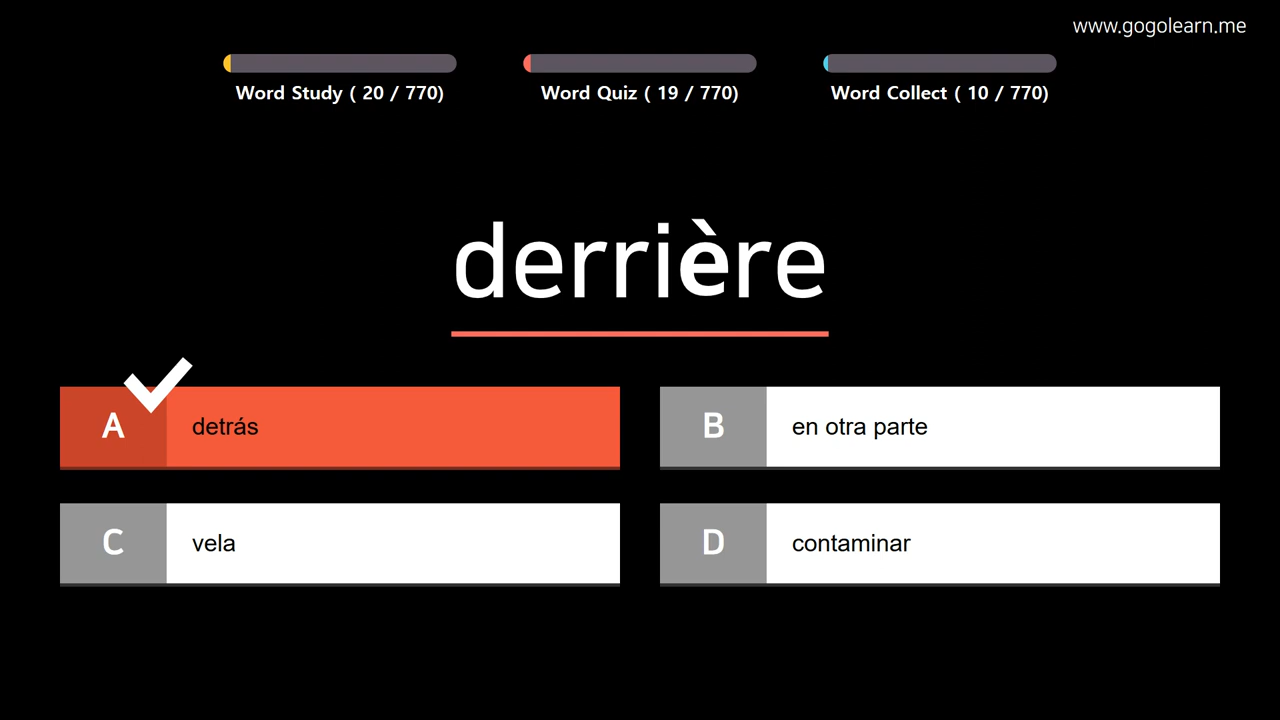 www.gogolearn.me
Word Study ( 20 / 770)
Word Quiz ( 19 / 770)
Word Collect ( 10 / 770)
derrière
A
detrás
B
en otra parte
C
vela
D
contaminar